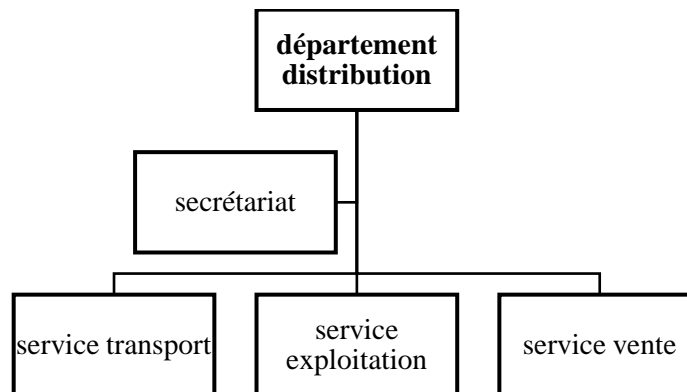 département
distribution
secrétariat
service transport
service
exploitation
service vente